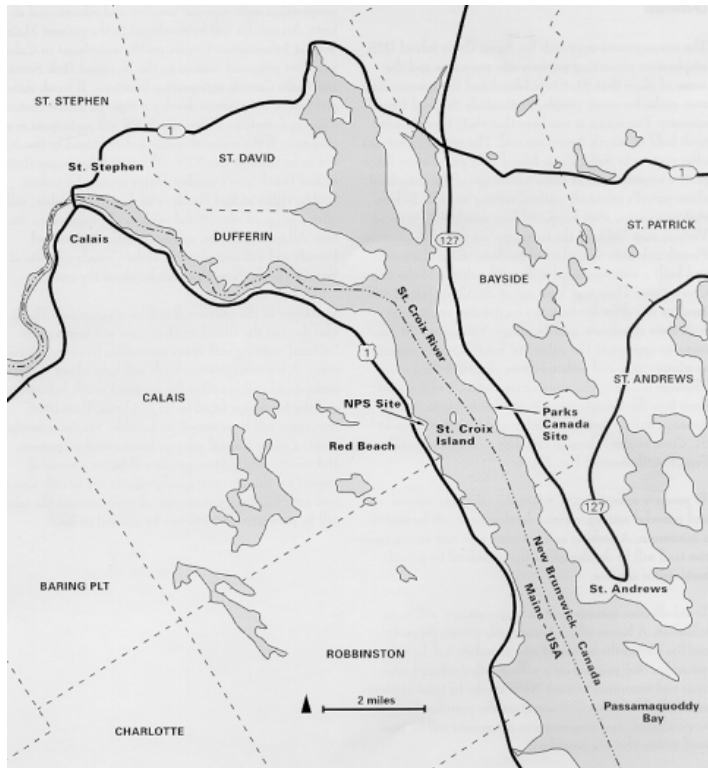 ST. STEPHEN
1
St. Stephen
ST. DAVID
1
ST. PATRICK
Calais
DUFFERIN
127
BAYSIDE
St. Croix River
1
ST. ANDREWS
CALAIS
NPS Site
Parks
Canada
Site
St. Croix
Island
Red Beach
127
New Brunswick Canada
Maine USA
St. Andrews
BARING PLT
ROBBINSTON
2 miles
Passamaquoddy
Bay
CHARLOTTE